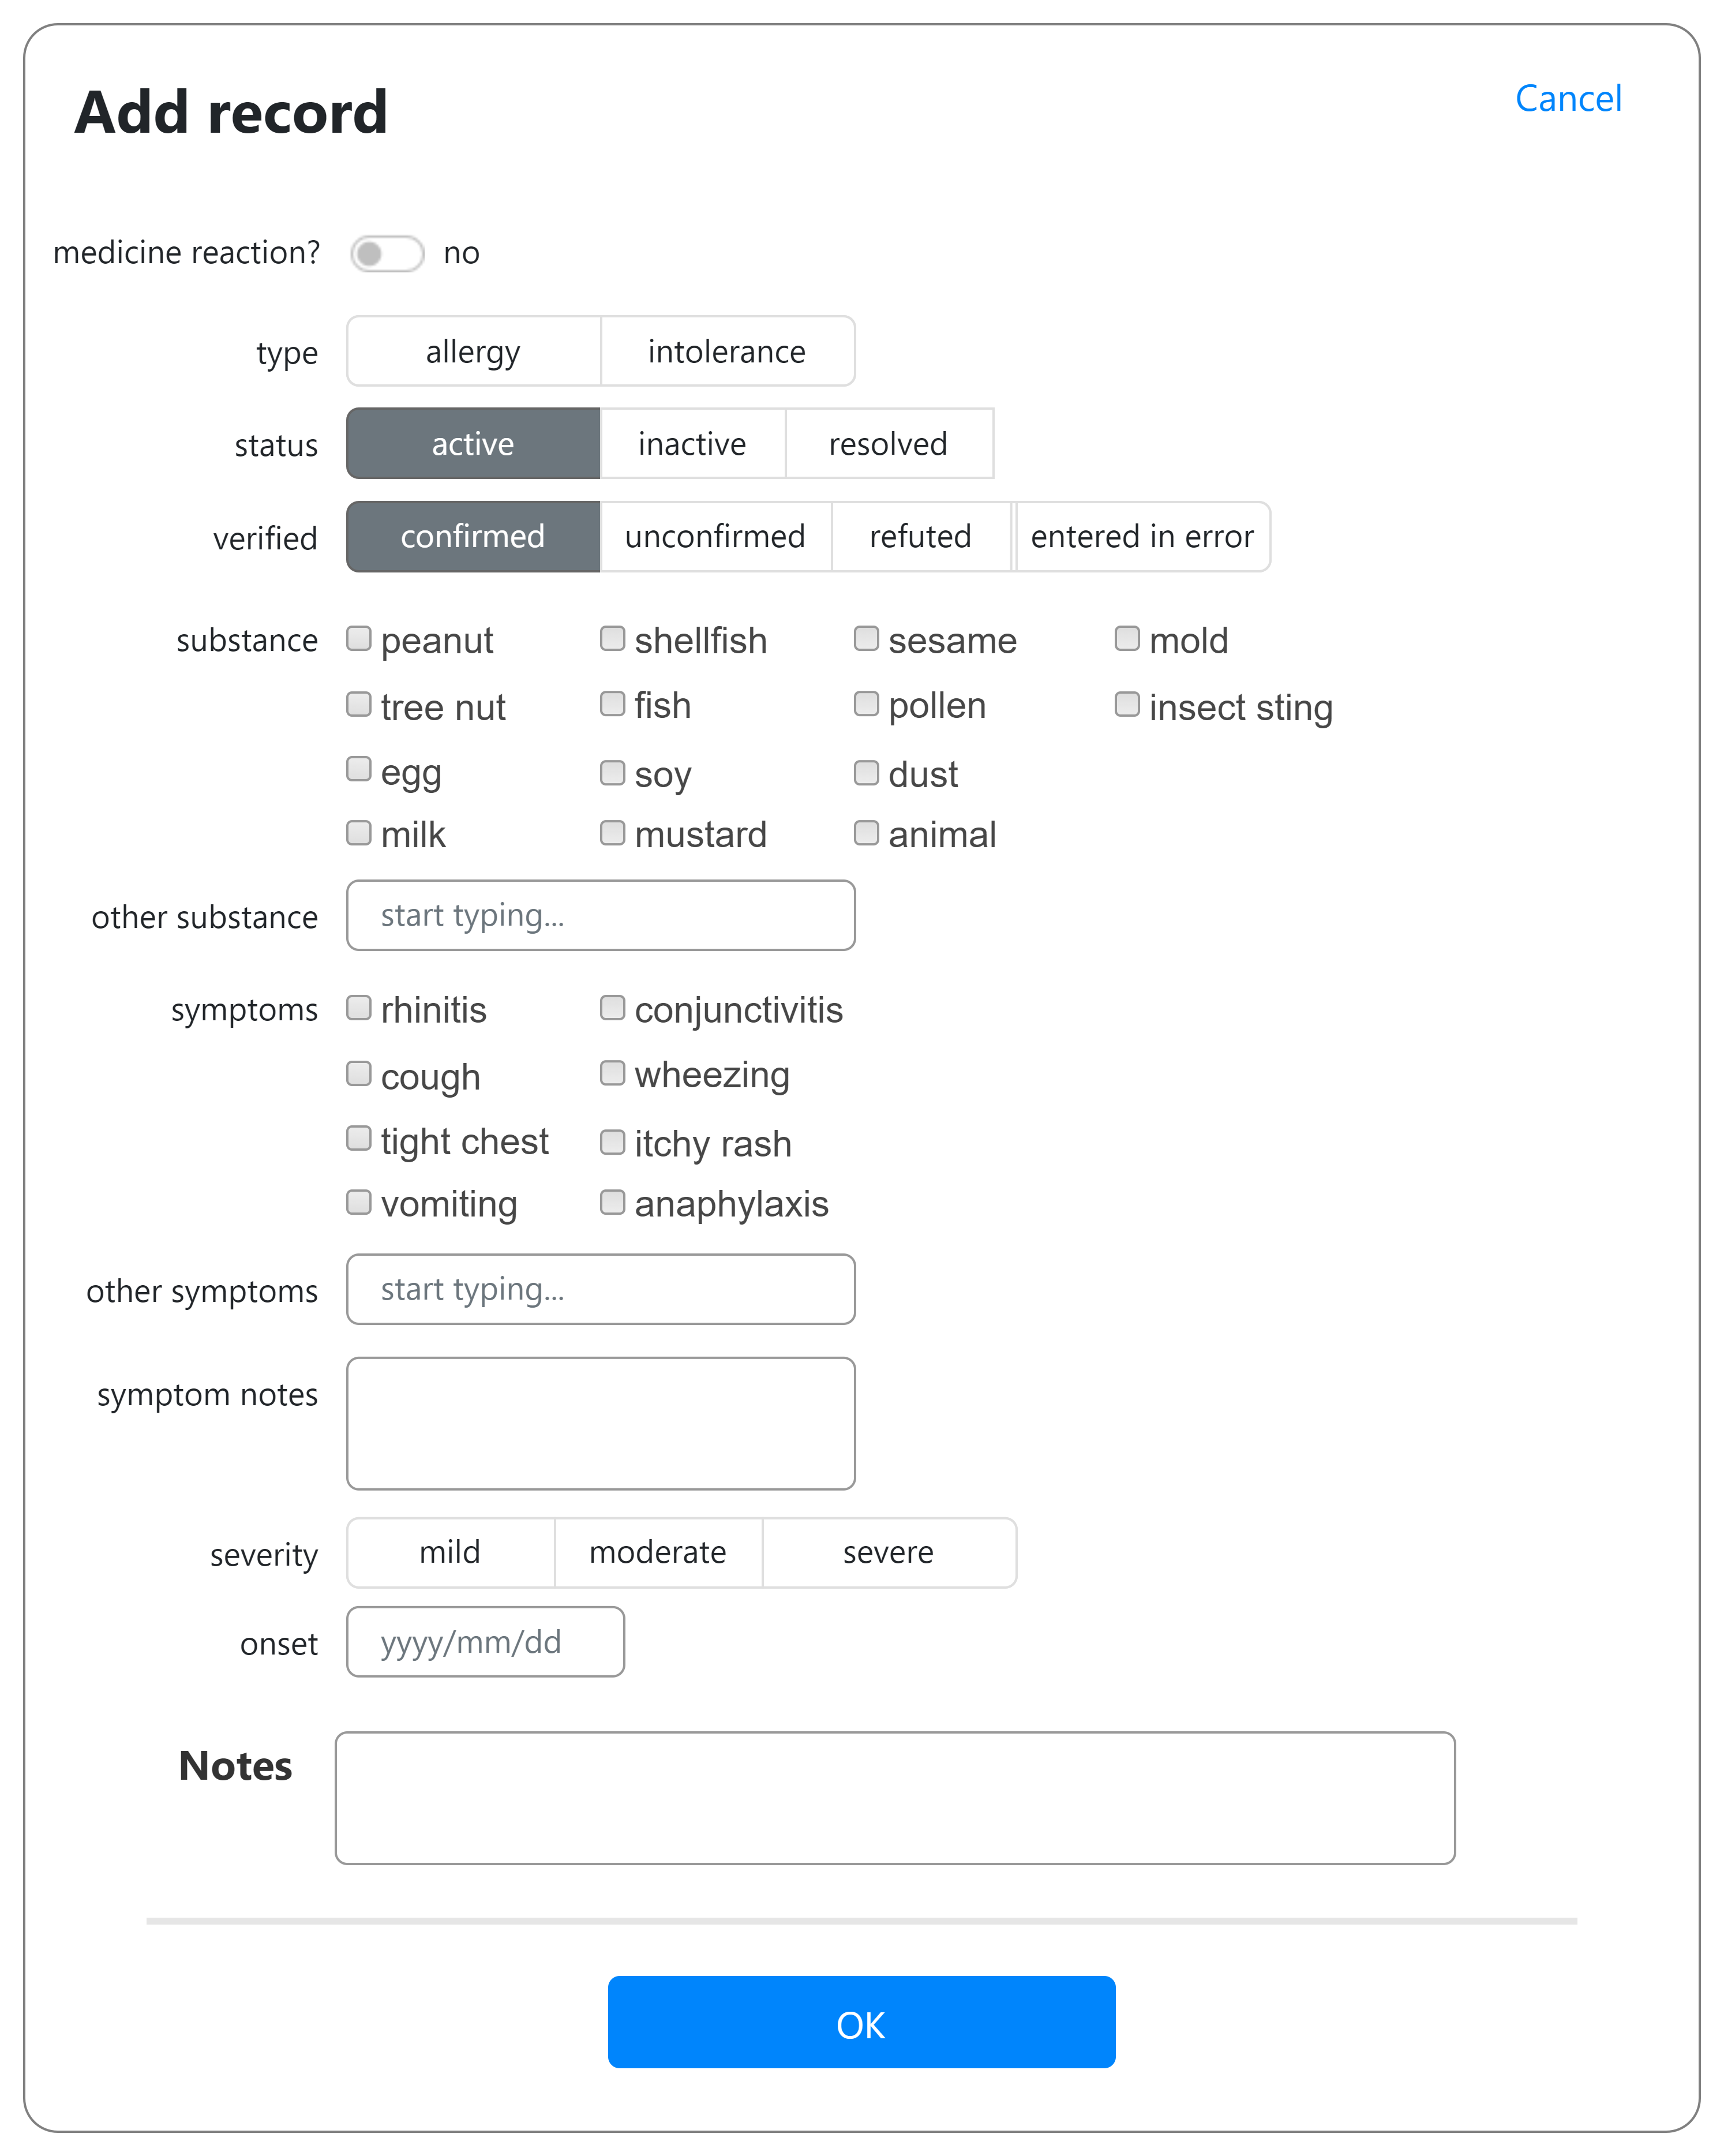 Add record
Cancel
medicine reaction? no
type allergy intolerance
status active inactive resolved
verified confirmed unconfirmed refuted entered in error
substance peanut shellfish sesame mold
tree nut fish pollen insect sting
egg soy dust
milk mustard animal
other substance start typing...
symptoms rhinitis conjunctivitis
cough wheezing
tight chest itchy rash
vomiting anaphylaxis
other symptoms start typing...
symptom notes
severity mild moderate severe
onset yyyy/mm/dd
Notes
OK